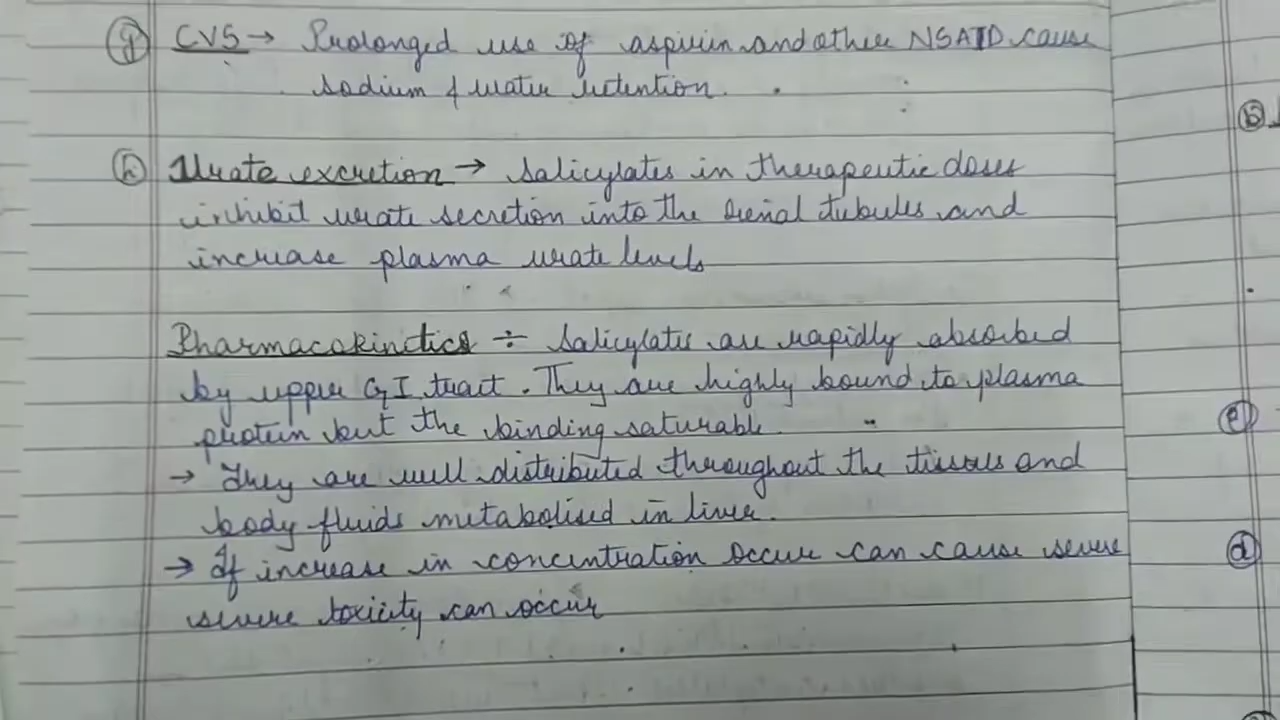 g) CVS → Prolonged use of aspirin and other NSAID cause
sodium & water retention.
h) Urate excretion → Salicylates in therapeutic doses
inhibit urate secretion into the renal tubules and
increase plasma urate levels
Pharmacokinetics ÷ Salicylates are rapidly absorbed
by upper GI tract. They are highly bound to plasma
protein but the binding saturable
→ They are well distributed throughout the tissues and
body fluids metabolised in liver.
→ If increase in concentration occur can cause severe
severe toxicity can occur
b)
e)
d)